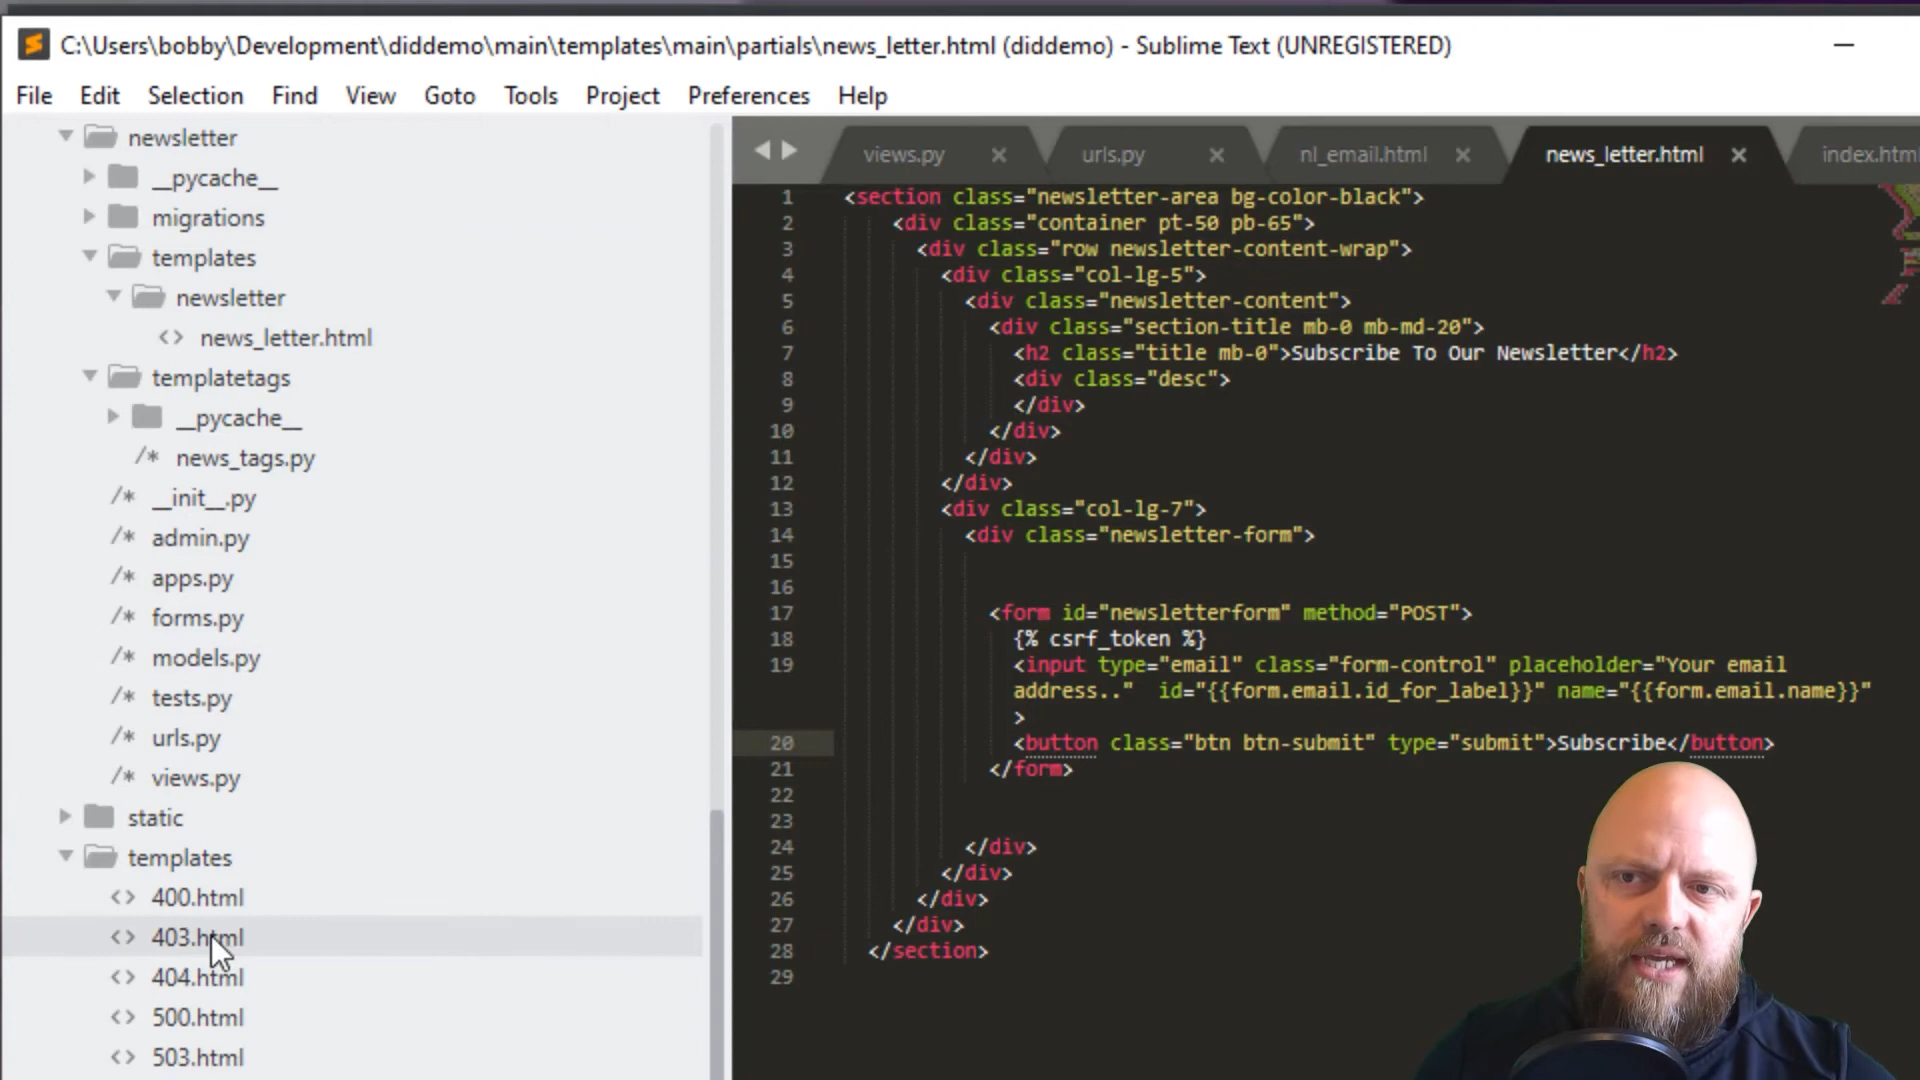 C:\Users\bobby\Development\diddemo\main\templates\main\partials\news_letter.html (diddemo) - Sublime Text (UNREGISTERED)
File Edit Selection Find View Goto Tools Project Preferences Help
newsletter
__pycache__
migrations
templates
newsletter
<> news_letter.html
templatetags
__pycache__
/* news_tags.py
/* __init__.py
/* admin.py
/* apps.py
/* forms.py
/* models.py
/* tests.py
/* urls.py
/* views.py
static
templates
<> 400.html
<> 403.html
<> 404.html
<> 500.html
<> 503.html
views.py × urls.py × nl_email.html × news_letter.html × index.html
1 <section class="newsletter-area bg-color-black">
2 <div class="container pt-50 pb-65">
3 <div class="row newsletter-content-wrap">
4 <div class="col-lg-5">
5 <div class="newsletter-content">
6 <div class="section-title mb-0 mb-md-20">
7 <h2 class="title mb-0">Subscribe To Our Newsletter</h2>
8 <div class="desc">
9 </div>
10 </div>
11 </div>
12 </div>
13 <div class="col-lg-7">
14 <div class="newsletter-form">
15
16
17 <form id="newsletterform" method="POST">
18 {% csrf_token %}
19 <input type="email" class="form-control" placeholder="Your email
address.." id="{{form.email.id_for_label}}" name="{{form.email.name}}"
>
20 <button class="btn btn-submit" type="submit">Subscribe</button>
21 </form>
22
23
24 </div>
25 </div>
26 </div>
27 </div>
28 </section>
29